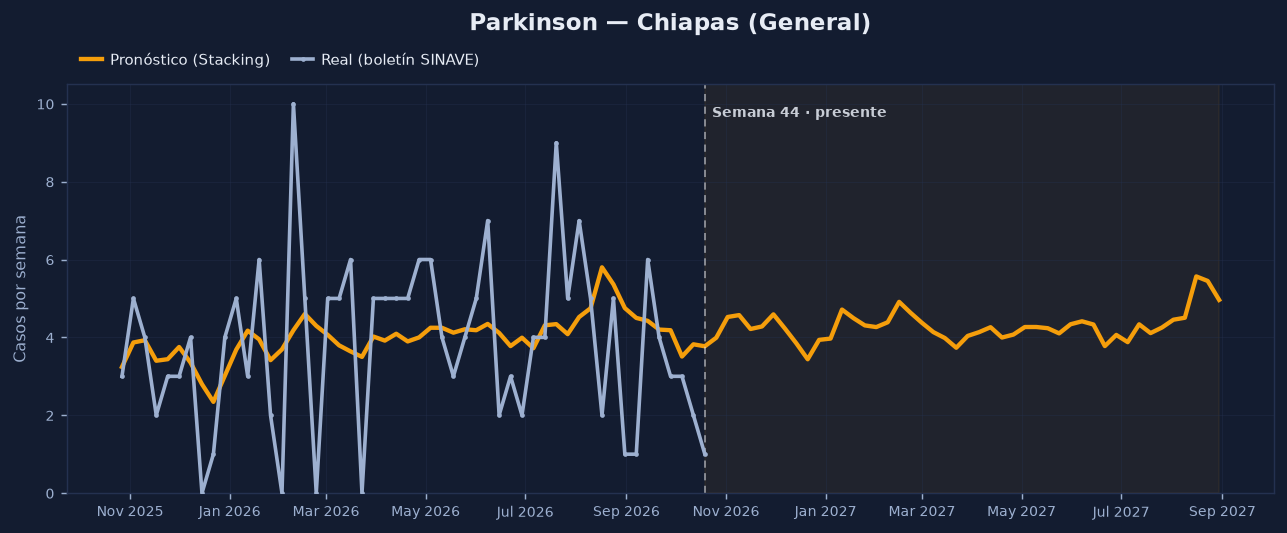 Parkinson — Chiapas (General)
Pronóstico (Stacking)
Real (boletín SINAVE)
Semana 44 · presente
Casos por semana
10
8
6
4
2
0
Nov 2025
Jan 2026
Mar 2026
May 2026
Jul 2026
Sep 2026
Nov 2026
Jan 2027
Mar 2027
May 2027
Jul 2027
Sep 2027